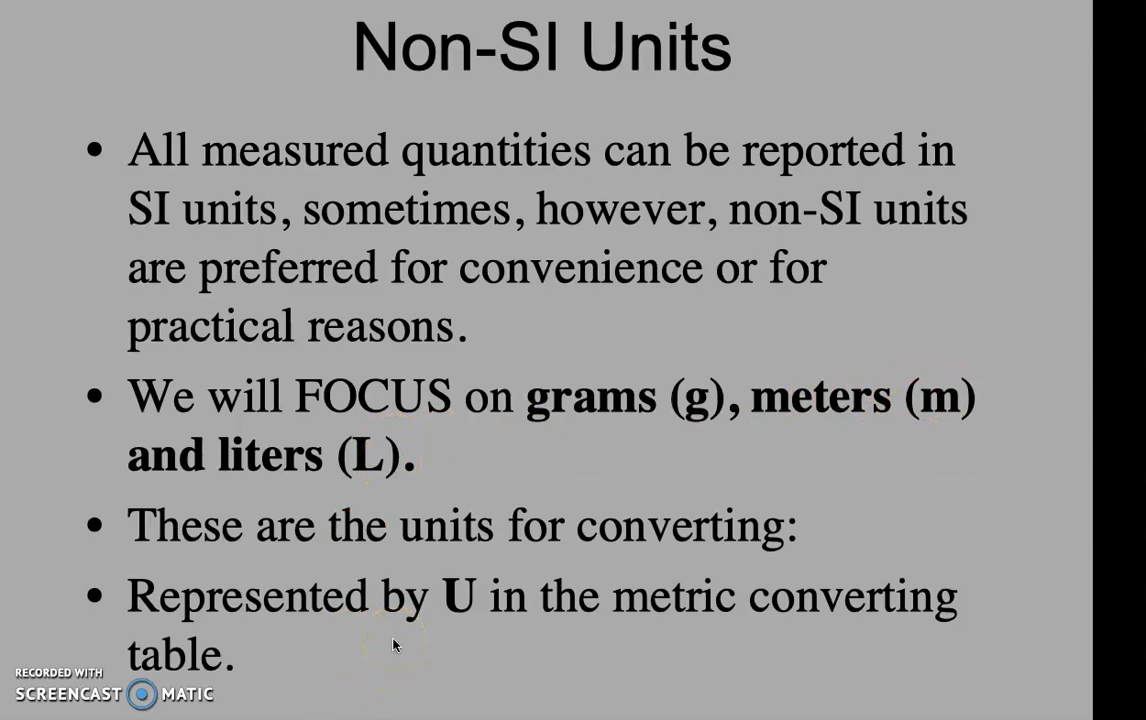 Non-SI Units
• All measured quantities can be reported in
SI units, sometimes, however, non-SI units
are preferred for convenience or for
practical reasons.
• We will FOCUS on grams (g), meters (m)
and liters (L).
• These are the units for converting:
• Represented by U in the metric converting
table.
RECORDED WITH
SCREENCAST MATIC